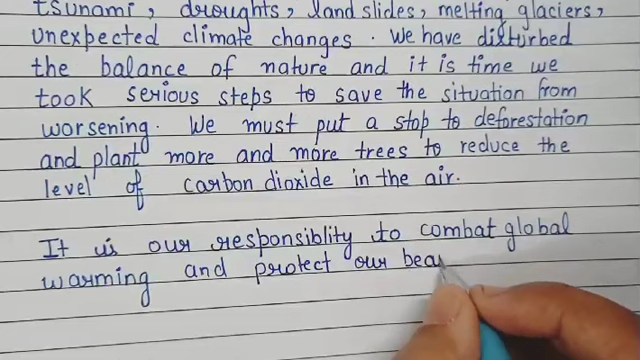 tsunami, droughts, land slides, melting glaciers,
unexpected climate changes. We have disturbed
the balance of nature and it is time we
took serious steps to save the situation from
worsening. We must put a stop to deforestation
and plant more and more trees to reduce the
level of carbon dioxide in the air.
It is our responsiblity to combat global
warming and protect our beau